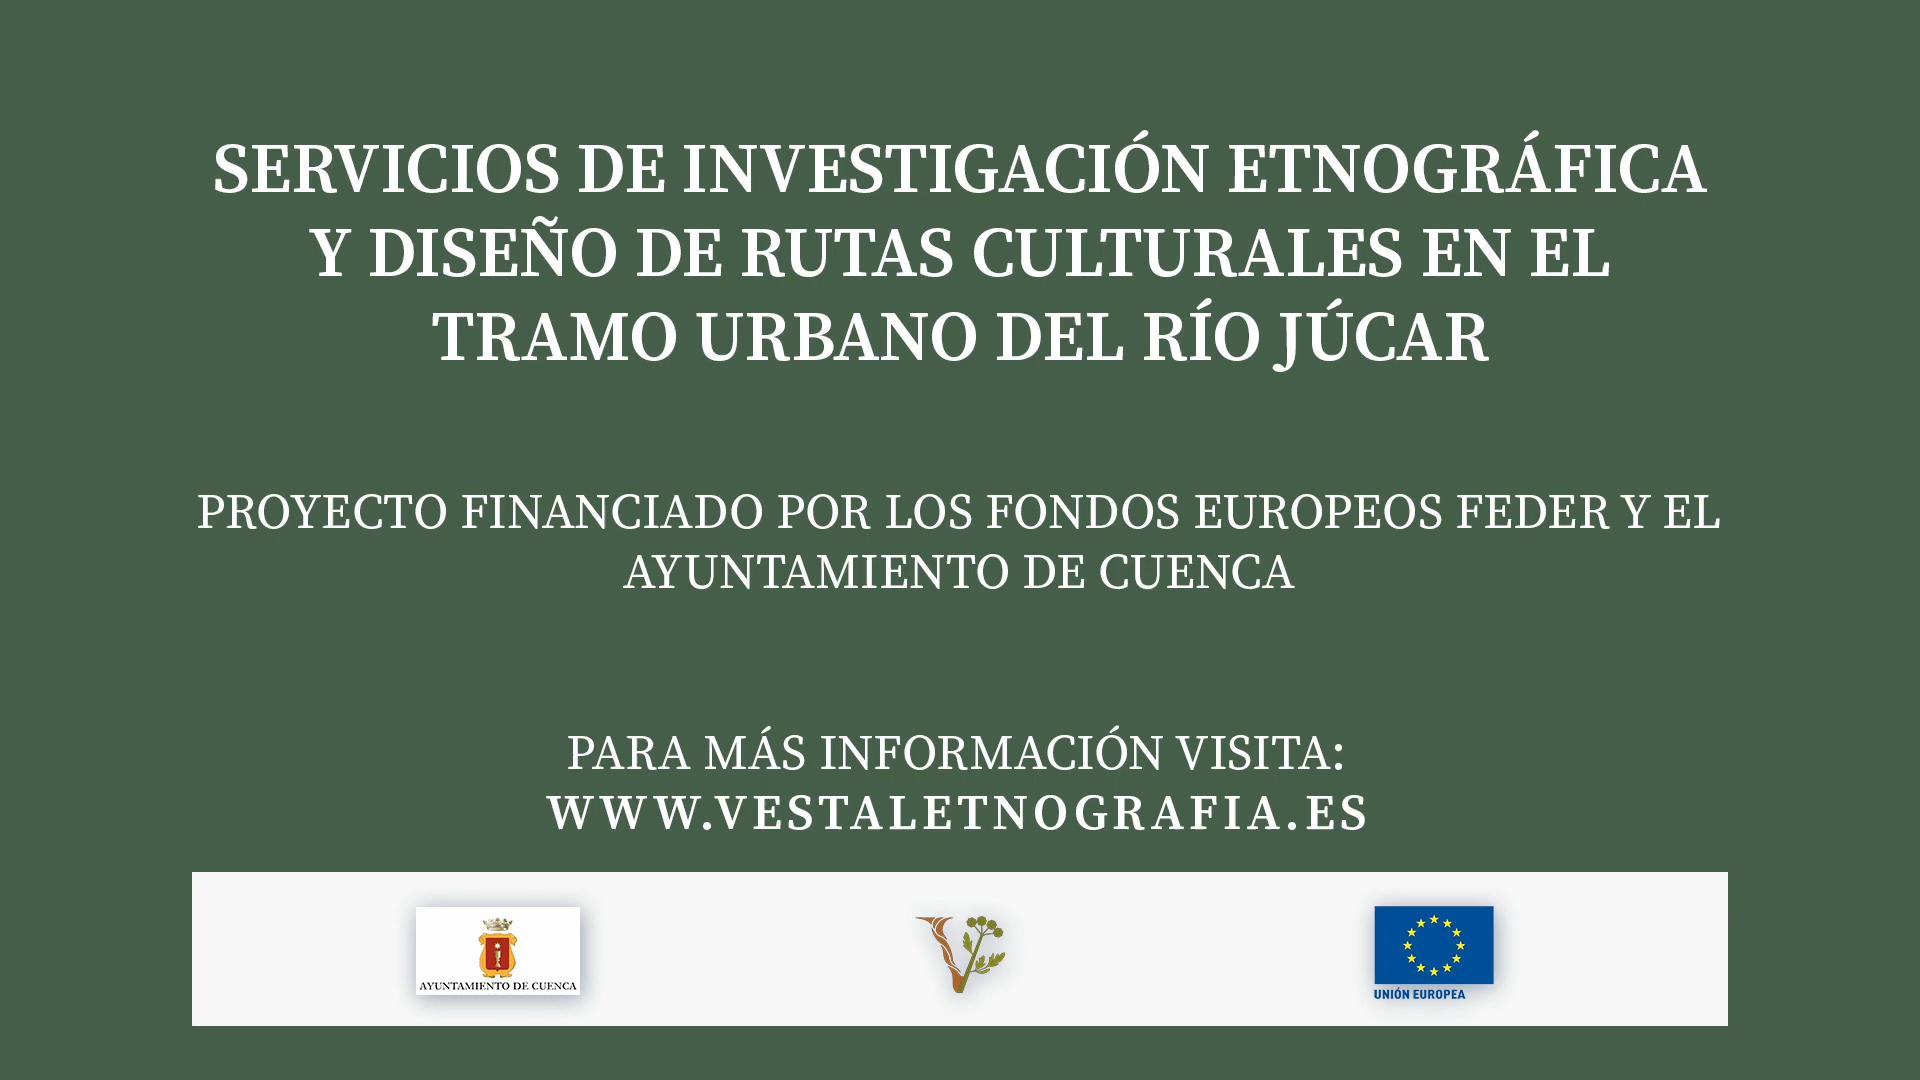 SERVICIOS DE INVESTIGACIÓN ETNOGRÁFICA
Y DISEÑO DE RUTAS CULTURALES EN EL
TRAMO URBANO DEL RÍO JÚCAR
PROYECTO FINANCIADO POR LOS FONDOS EUROPEOS FEDER Y EL
AYUNTAMIENTO DE CUENCA
PARA MÁS INFORMACIÓN VISITA:
WWW.VESTALETNOGRAFIA.ES
AYUNTAMIENTO DE CUENCA
UNIÓN EUROPEA